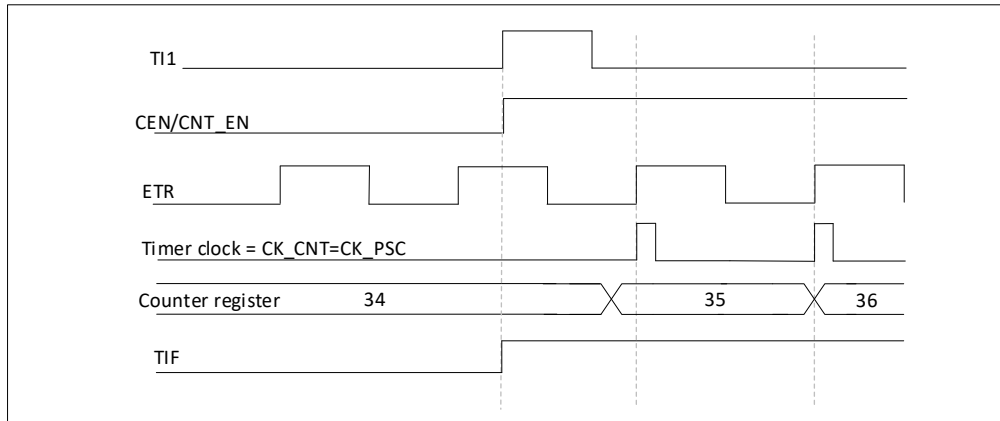 TI1
CEN/CNT_EN
ETR
Timer clock = CK_CNT=CK_PSC
Counter register 34 35 36
TIF